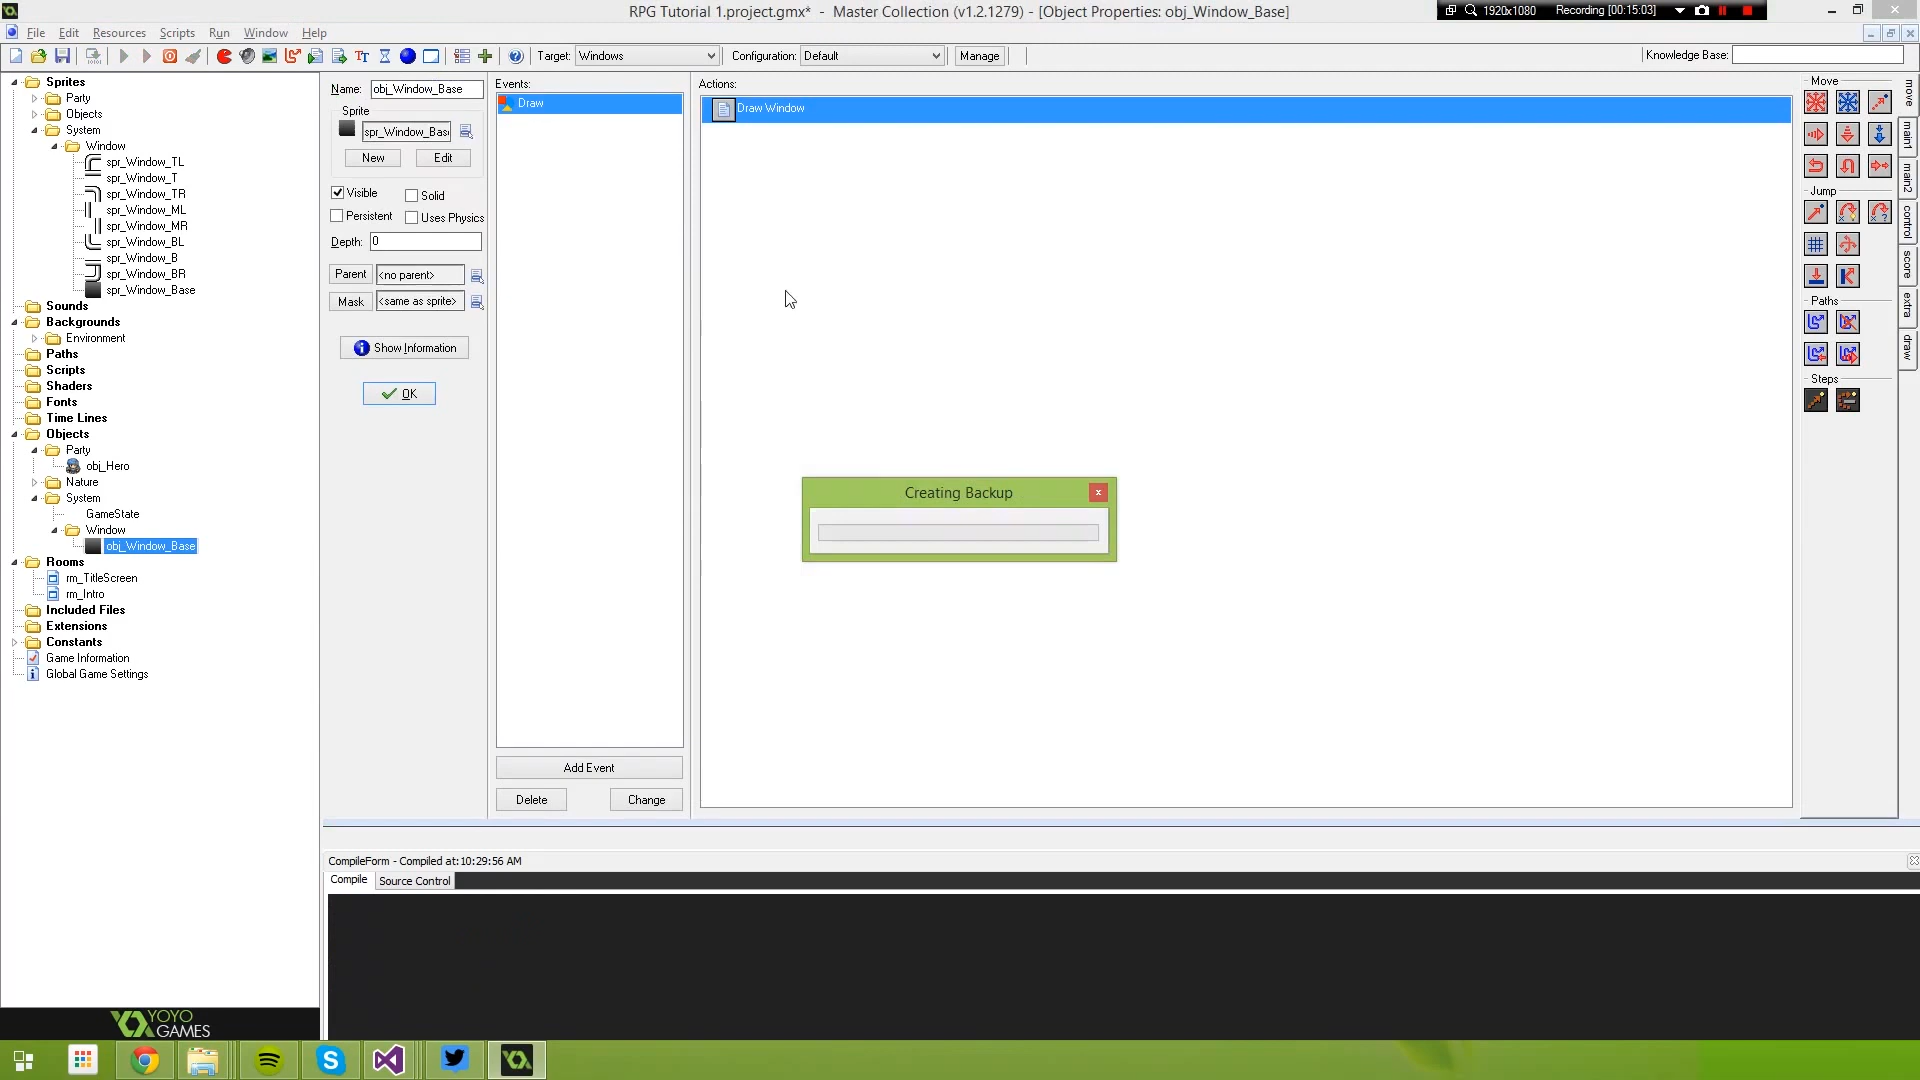 RPG Tutorial 1.project.gmx* - Master Collection (v1.2.1279) - [Object Properties: obj_Window_Base]
1920x1080 Recording [00:15:03]
File Edit Resources Scripts Run Window Help
Target: Windows Configuration: Default Manage Knowledge Base:
Sprites
Party
Objects
System
Window
spr_Window_TL
spr_Window_T
spr_Window_TR
spr_Window_ML
spr_Window_MR
spr_Window_BL
spr_Window_B
spr_Window_BR
spr_Window_Base
Sounds
Backgrounds
Environment
Paths
Scripts
Shaders
Fonts
Time Lines
Objects
Party
obj_Hero
Nature
System
GameState
Window
obj_Window_Base
Rooms
rm_TitleScreen
rm_Intro
Included Files
Extensions
Constants
Game Information
Global Game Settings
YOYO
GAMES
Name: obj_Window_Base
Sprite
spr_Window_Bas
New Edit
Visible Solid
Persistent Uses Physics
Depth: 0
Parent <no parent>
Mask <same as sprite>
Show Information
OK
Events:
Draw
Add Event
Delete Change
Actions:
Draw Window
Creating Backup
x
Move
Jump
Paths
Steps
move
main1
main2
control
score
extra
draw
CompileForm - Compiled at:10:29:56 AM
Compile Source Control